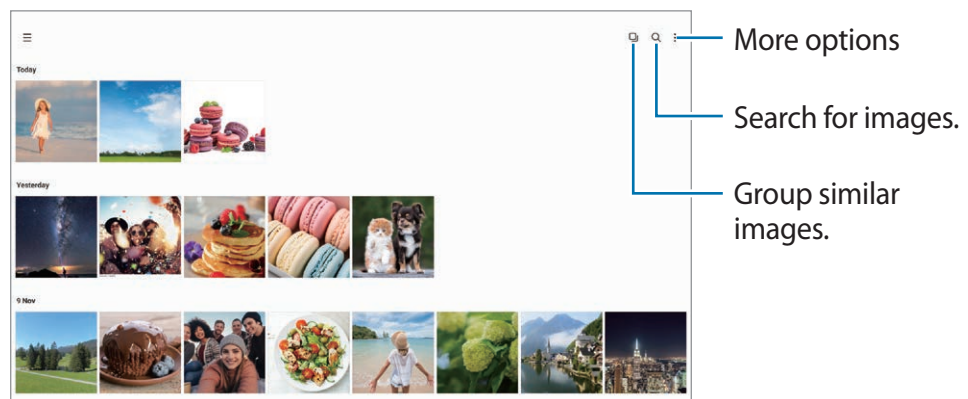 More options
Today
Search for images.
Yesterday
Group similar
images.
9 Nov